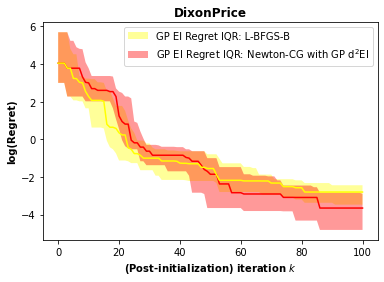 DixonPrice
GP EI Regret IQR: L-BFGS-B
GP EI Regret IQR: Newton-CG with GP d²EI
log(Regret)
6
4
2
0
−2
−4
0
20
40
60
80
100
(Post-initialization) iteration k